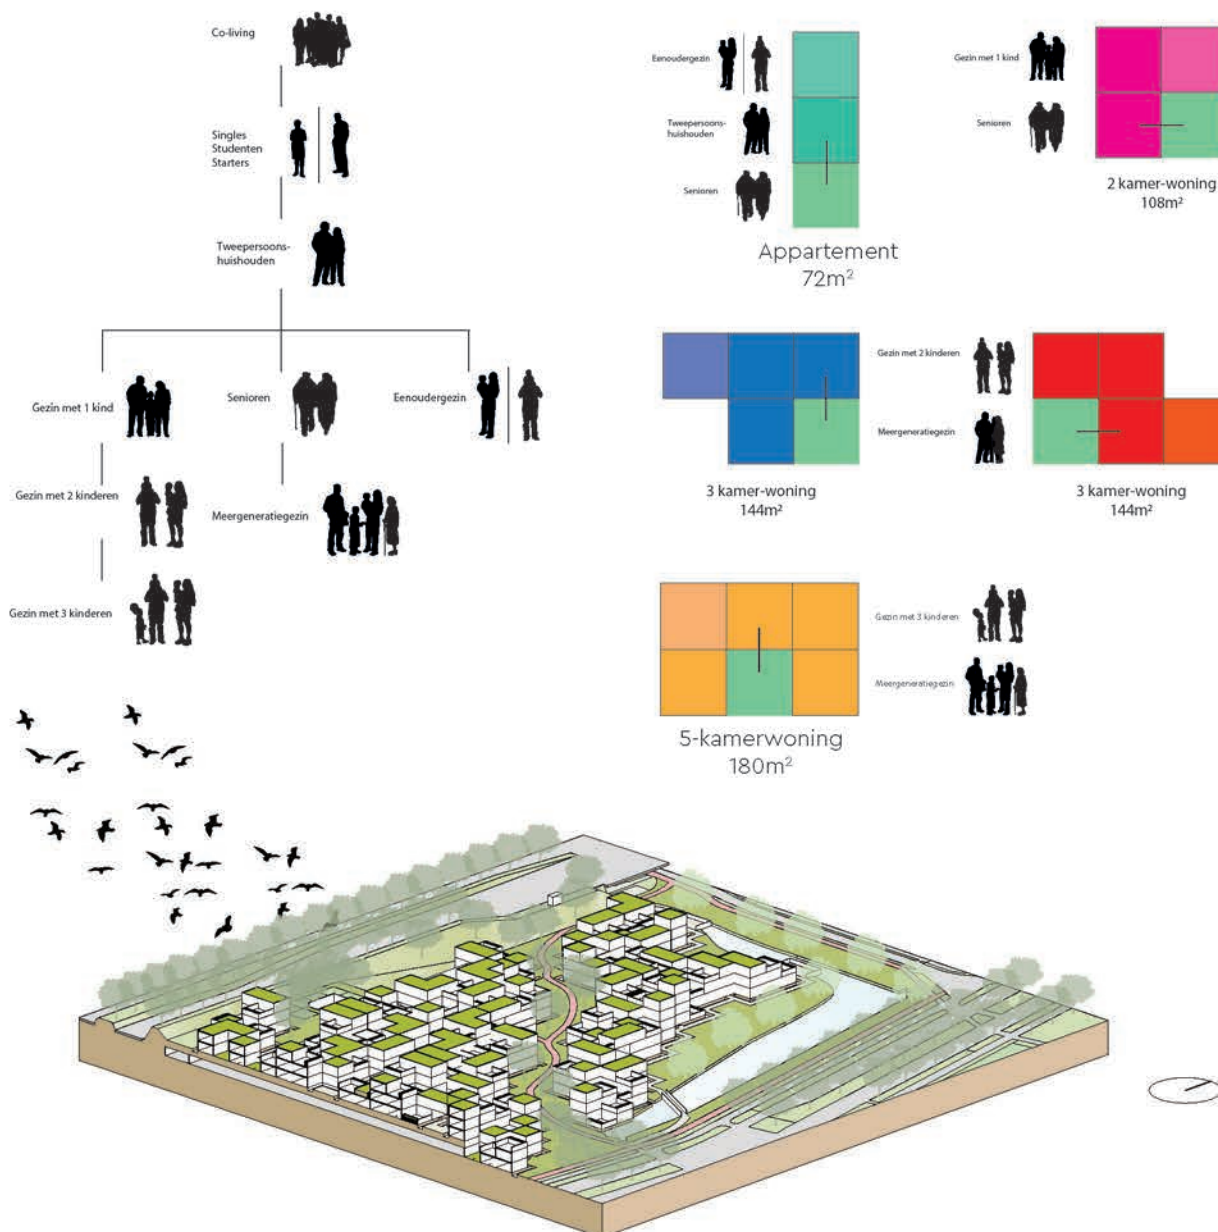 Co-living
Singles
Studenten
Starters
Tweepersoons-
huishouden
Gezin met 1 kind
Senioren
Eenoudergezin
Gezin met 2 kinderen
Meergeneratiegezin
Gezin met 3 kinderen
Eenoudergezin
Tweepersoons-
huishouden
Senioren
Appartement
72m²
Gezin met 1 kind
Senioren
2 kamer-woning
108m²
3 kamer-woning
144m²
Gezin met 2 kinderen
Meergeneratiegezin
3 kamer-woning
144m²
5-kamerwoning
180m²
Gezin met 3 kinderen
Meergeneratiegezin